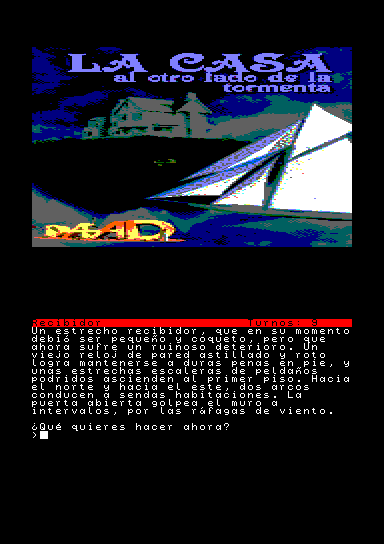 LA CASA
al otro lado de la
tormenta
Recibidor Turnos: 9
Un estrecho recibidor, que en su momento
debió ser pequeño y coqueto, pero que
ahora sufre un ruinoso deterioro. Un
viejo reloj de pared astillado y roto
logra mantenerse a duras penas en pie, y
unas estrechas escaleras de peldaños
podridos ascienden al primer piso. Hacia
el norte y hacia el este, dos arcos
conducen a sendas habitaciones. La
puerta abierta golpea el muro a
intervalos, por las ráfagas de viento.
¿Qué quieres hacer ahora?
>